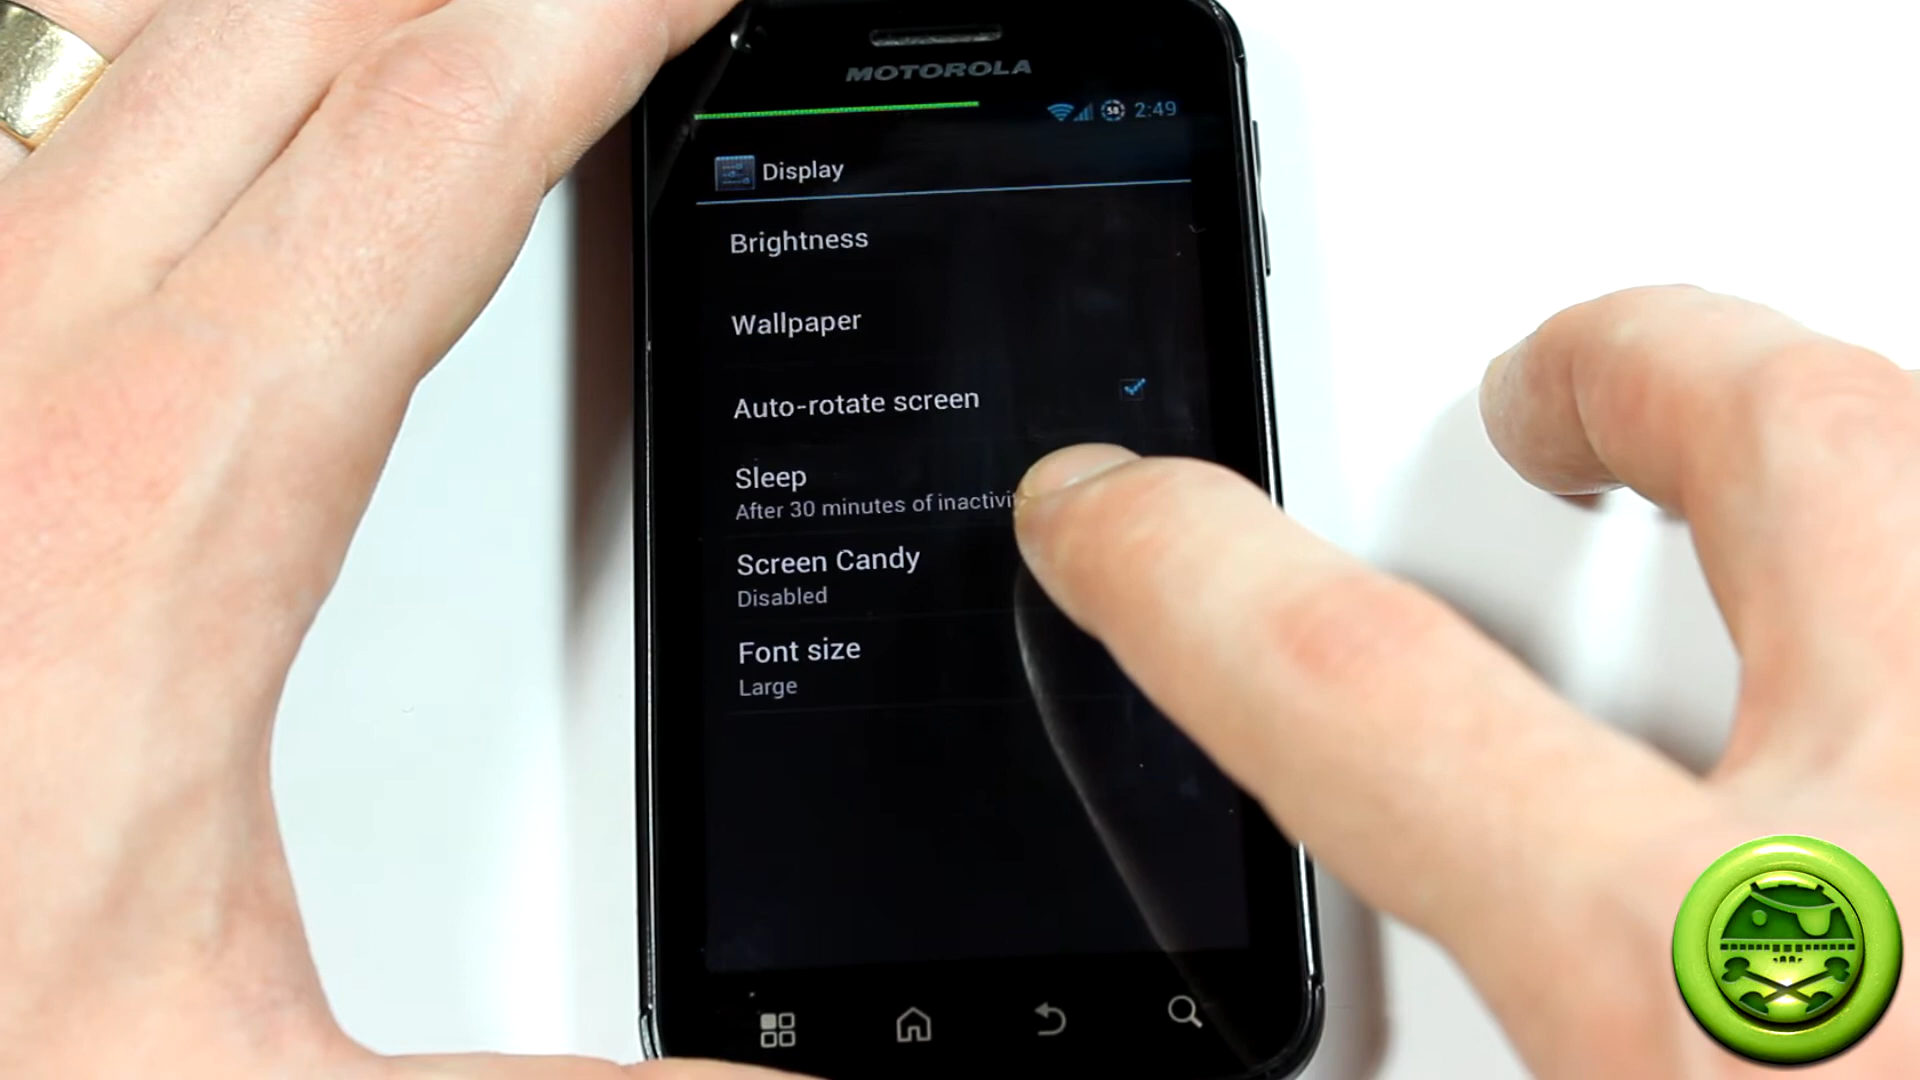 MOTOROLA
58 2:49
Display
Brightness
Wallpaper
Auto-rotate screen
Sleep
After 30 minutes of inactivi
Screen Candy
Disabled
Font size
Large